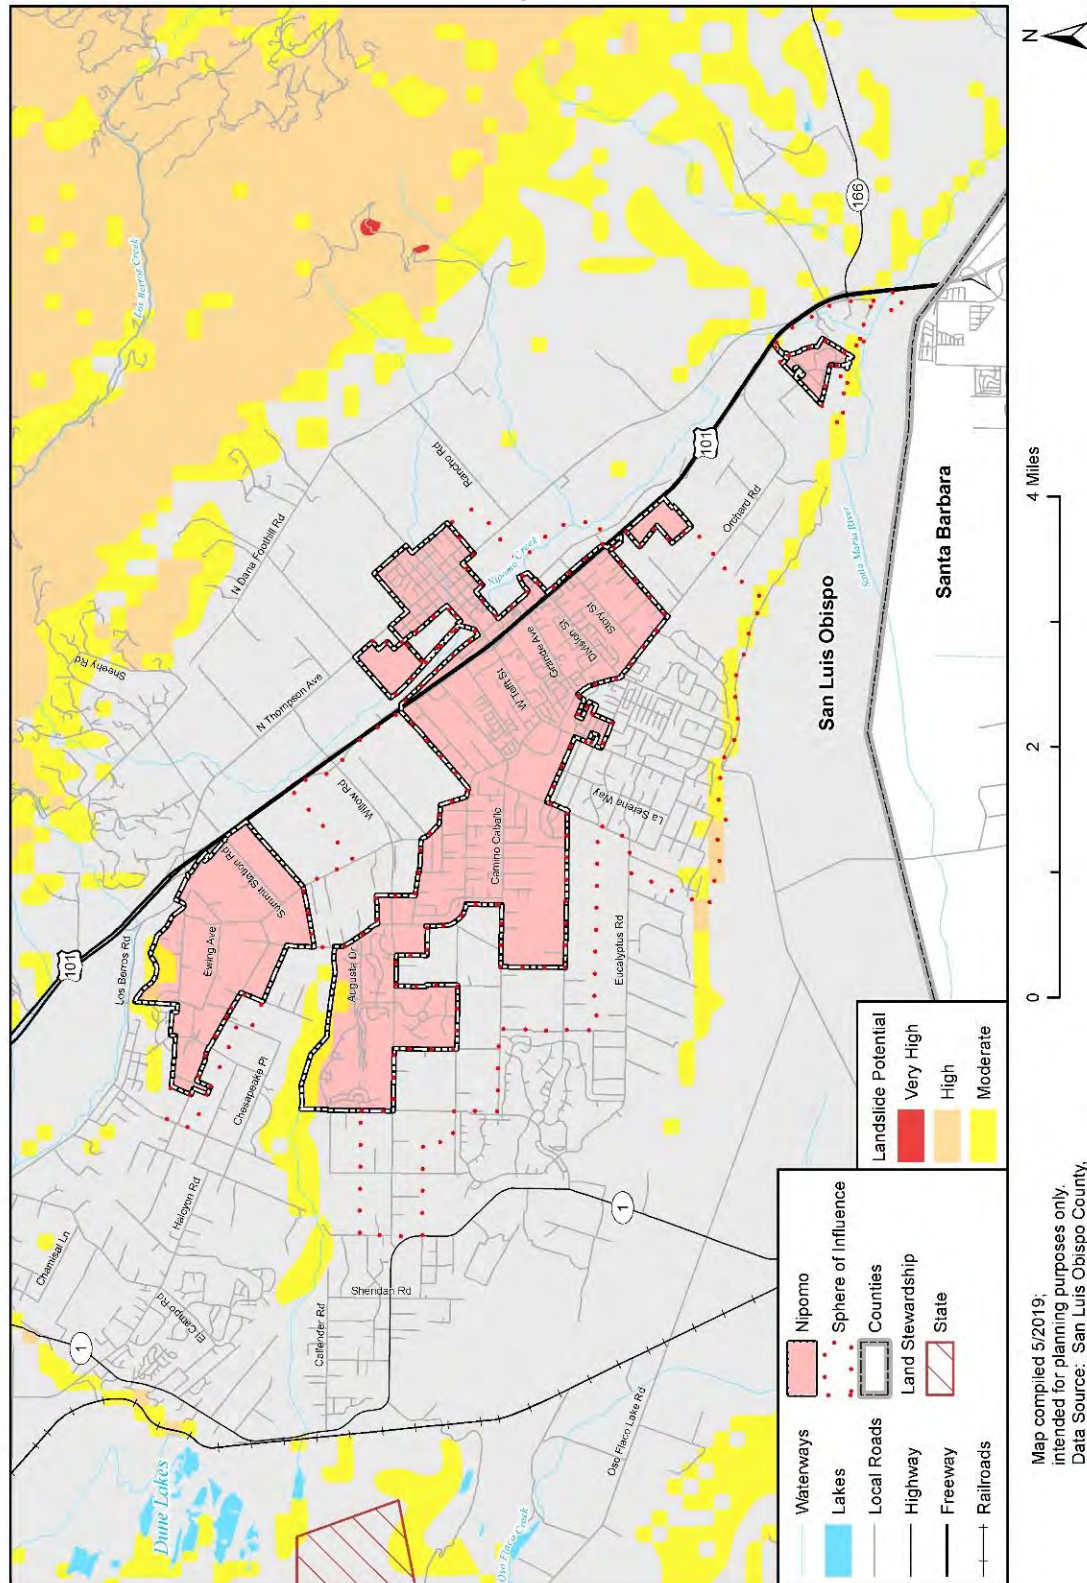 Los Berros Creek
166
Rancho Rd
N Dana Foothill Rd
Sheehy Rd
N Thompson Ave
Nipomo Creek
101
Orchard Rd
Story St
Division St
Grande Ave
W Tefft St
Willow Rd
La Serena Way
Camino Caballo
Eucalyptus Rd
Summit Station Rd
Ewing Ave
Los Berros Rd
101
Augusta Dr
Chesapeake Pl
Halcyon Rd
Chamisal Ln
El Campo Rd
1
Callender Rd
Sheridan Rd
1
Oso Flaco Lake Rd
Dune Lakes
Oso Flaco Creek
San Luis Obispo
Santa Maria River
Santa Barbara
Waterways
Lakes
Local Roads
Highway
Freeway
Railroads
Nipomo
Sphere of Influence
Counties
Land Stewardship
State
Landslide Potential
Very High
High
Moderate
0 2 4 Miles
N
Map compiled 5/2019;
intended for planning purposes only.
Data Source: San Luis Obispo County,